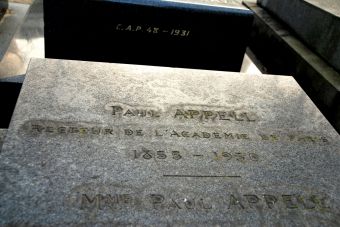 C.A.P. 48 - 1931
PAUL APPELL
RECTEUR DE L'ACADEMIE DE PARIS
1855 - 1930
MME PAUL APPELL